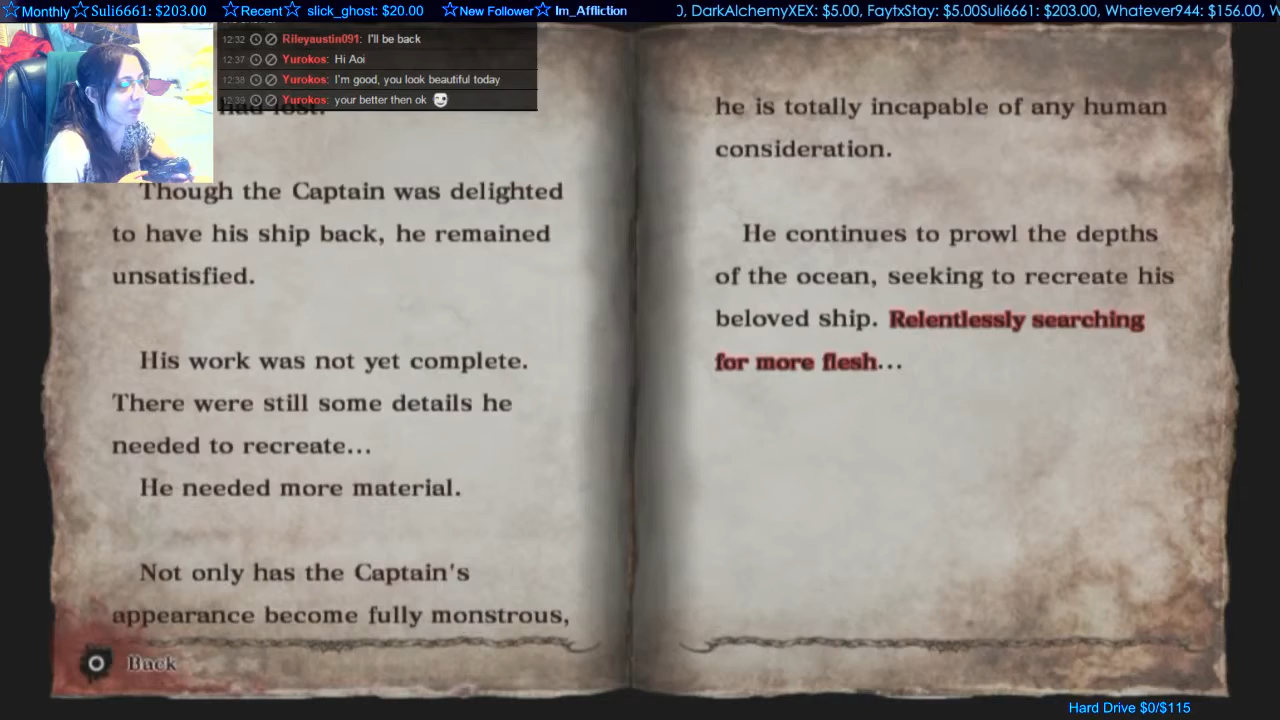 ☆Monthly☆ Suli6661: $203.00 ☆Recent☆ slick_ghost: $20.00 ☆New Follower☆ Im_Affliction
0, DarkAlchemyXEX: $5.00, FaytxStay: $5.00Suli6661: $203.00, Whatever944: $156.00, W
12:32 Rileyaustin091: I'll be back
12:37 Yurokos: Hi Aoi
12:38 Yurokos: I'm good, you look beautiful today
12:39 Yurokos: your better then ok
had lost.
Though the Captain was delighted
to have his ship back, he remained
unsatisfied.
His work was not yet complete.
There were still some details he
needed to recreate...
He needed more material.
Not only has the Captain's
appearance become fully monstrous,
Back
he is totally incapable of any human
consideration.
He continues to prowl the depths
of the ocean, seeking to recreate his
beloved ship. Relentlessly searching
for more flesh...
Hard Drive $0/$115